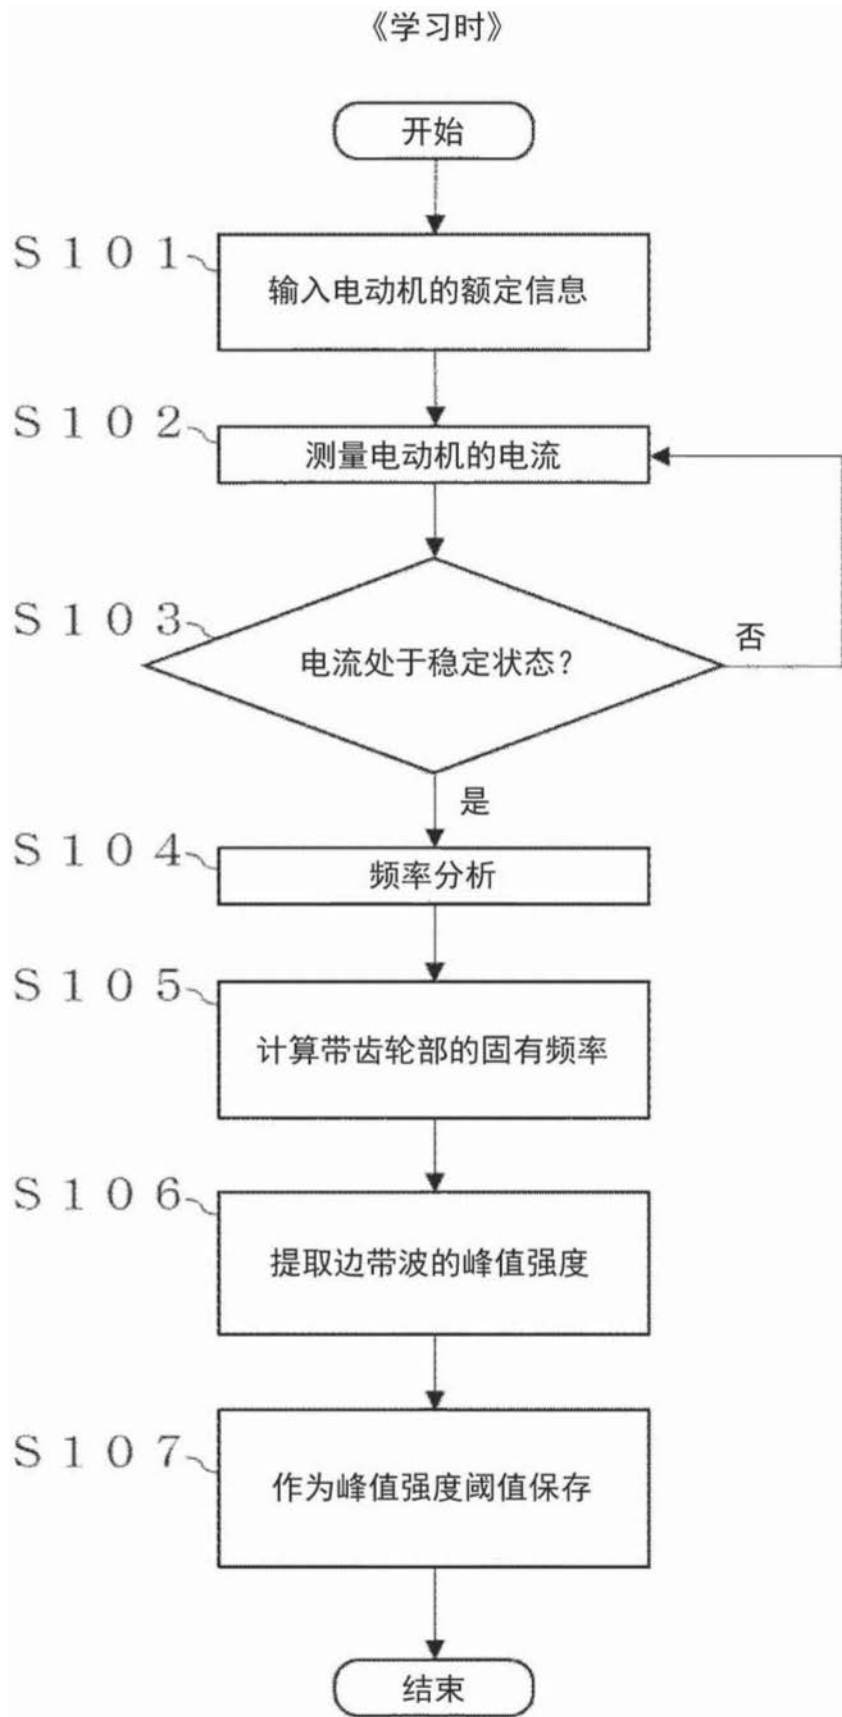 《学习时》
开始
S101
输入电动机的额定信息
S102
测量电动机的电流
S103
电流处于稳定状态？
否
是
S104
频率分析
S105
计算带齿轮部的固有频率
S106
提取边带波的峰值强度
S107
作为峰值强度阈值保存
结束